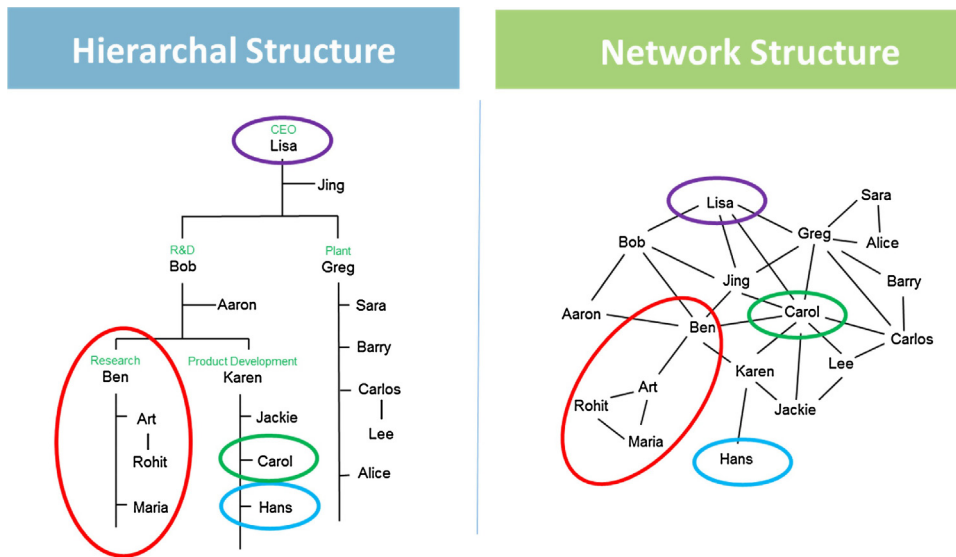 Hierarchal Structure
CEO
Lisa
Jing
R&D
Bob
Plant
Greg
Aaron
Sara
Barry
Research
Ben
Product Development
Karen
Carlos
Art
Jackie
Lee
Rohit
Carol
Alice
Maria
Hans
Network Structure
Lisa
Sara
Bob
Greg
Alice
Jing
Barry
Aaron
Carol
Ben
Carlos
Karen
Lee
Art
Rohit
Jackie
Maria
Hans